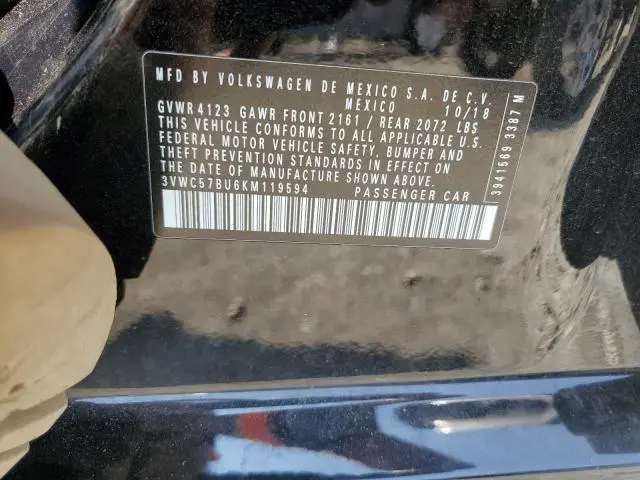 MFD BY VOLKSWAGEN DE MEXICO S.A. DE C.V.
MEXICO 10/18
GVWR 4123 GAWR FRONT 2161 / REAR 2072 LBS
THIS VEHICLE CONFORMS TO ALL APPLICABLE U.S.
FEDERAL MOTOR VEHICLE SAFETY, BUMPER AND
THEFT PREVENTION STANDARDS IN EFFECT ON
THE DATE OF MANUFACTURE SHOWN ABOVE.
3VWC57BU6KM119594 PASSENGER CAR
3941569 3387 M